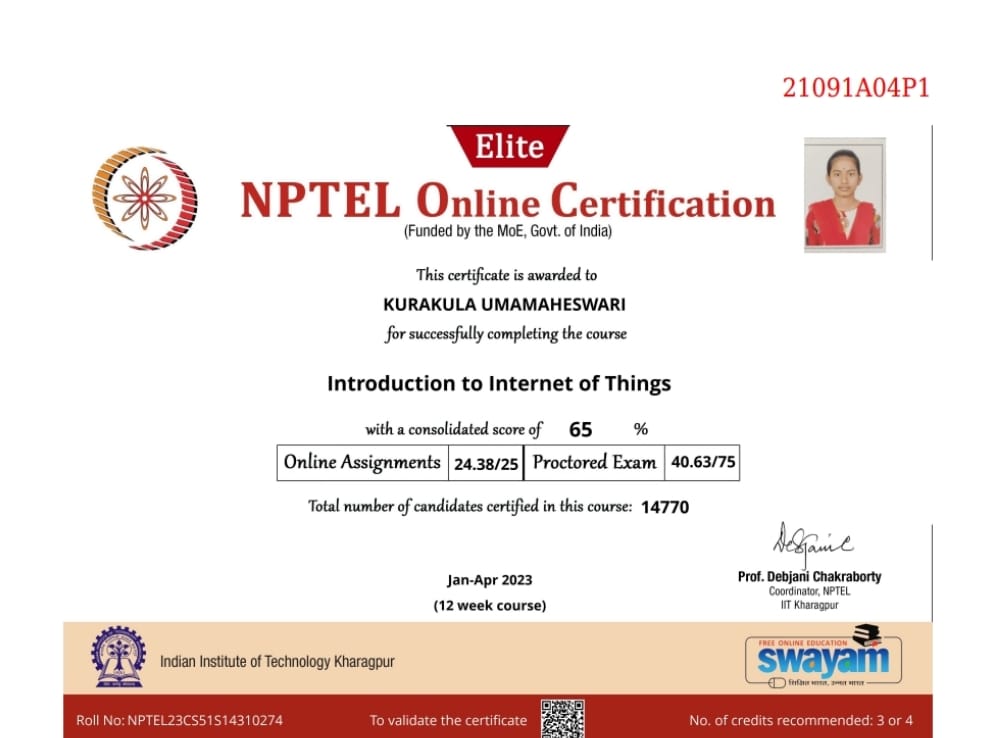 21091A04P1
Elite
NPTEL Online Certification
(Funded by the MoE, Govt. of India)
This certificate is awarded to
KURAKULA UMAMAHESWARI
for successfully completing the course
Introduction to Internet of Things
with a consolidated score of 65 %
Online Assignments 24.38/25 Proctored Exam 40.63/75
Total number of candidates certified in this course: 14770
Jan-Apr 2023
(12 week course)
Prof. Debjani Chakraborty
Coordinator, NPTEL
IIT Kharagpur
Indian Institute of Technology Kharagpur
FREE ONLINE EDUCATION
swayam
शिक्षित भारत, उन्नत भारत
Roll No: NPTEL23CS51S14310274 To validate the certificate No. of credits recommended: 3 or 4